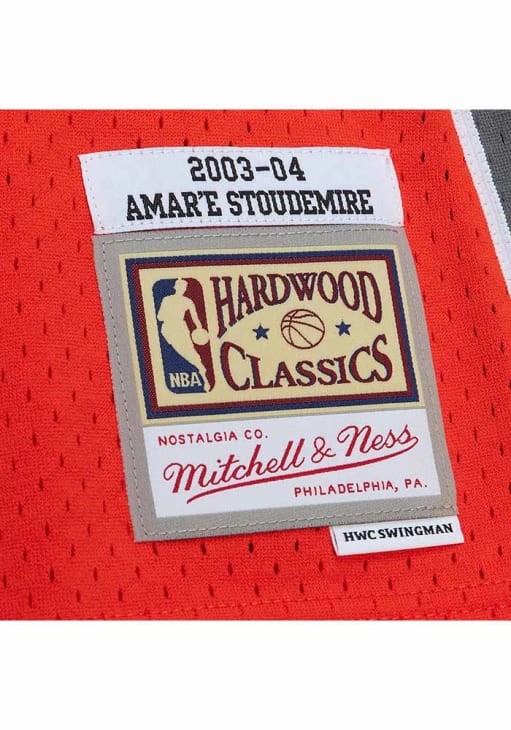 2003-04
AMAR'E STOUDEMIRE
HARDWOOD
CLASSICS
NBA
NOSTALGIA CO.
Mitchell & Ness
PHILADELPHIA, PA.
HWC SWINGMAN